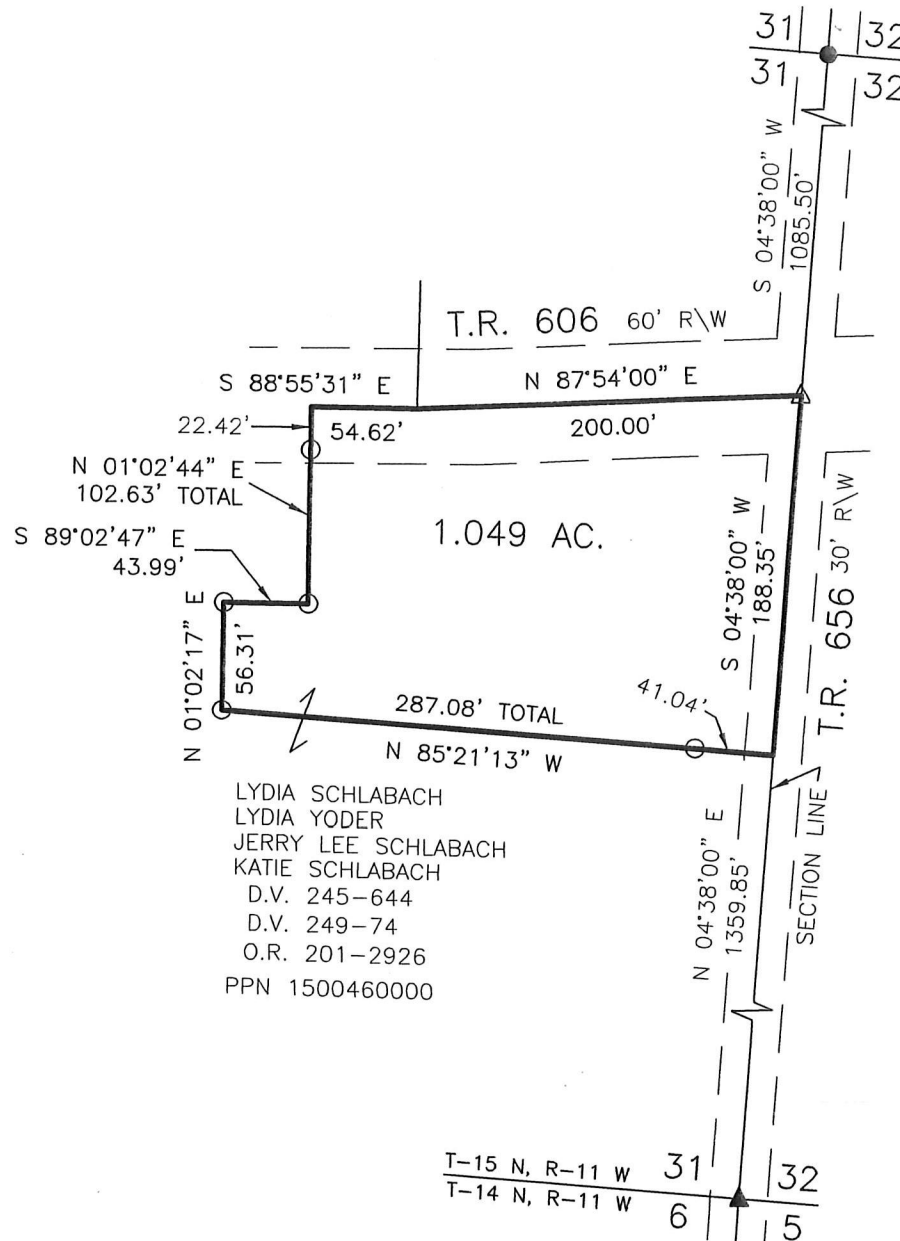 31 32
31 32
S 04°38'00" W
1085.50'
T.R. 606 60' R\W
S 88°55'31" E
N 87°54'00" E
22.42'
54.62'
200.00'
N 01°02'44" E
102.63' TOTAL
S 89°02'47" E
43.99'
1.049 AC.
S 04°38'00" W
188.35'
T.R. 656 30' R\W
N 01°02'17" E
56.31'
287.08' TOTAL
41.04'
N 85°21'13" W
LYDIA SCHLABACH
LYDIA YODER
JERRY LEE SCHLABACH
KATIE SCHLABACH
D.V. 245-644
D.V. 249-74
O.R. 201-2926
PPN 1500460000
N 04°38'00" E
1359.85'
SECTION LINE
T-15 N, R-11 W 31 32
T-14 N, R-11 W 6 5